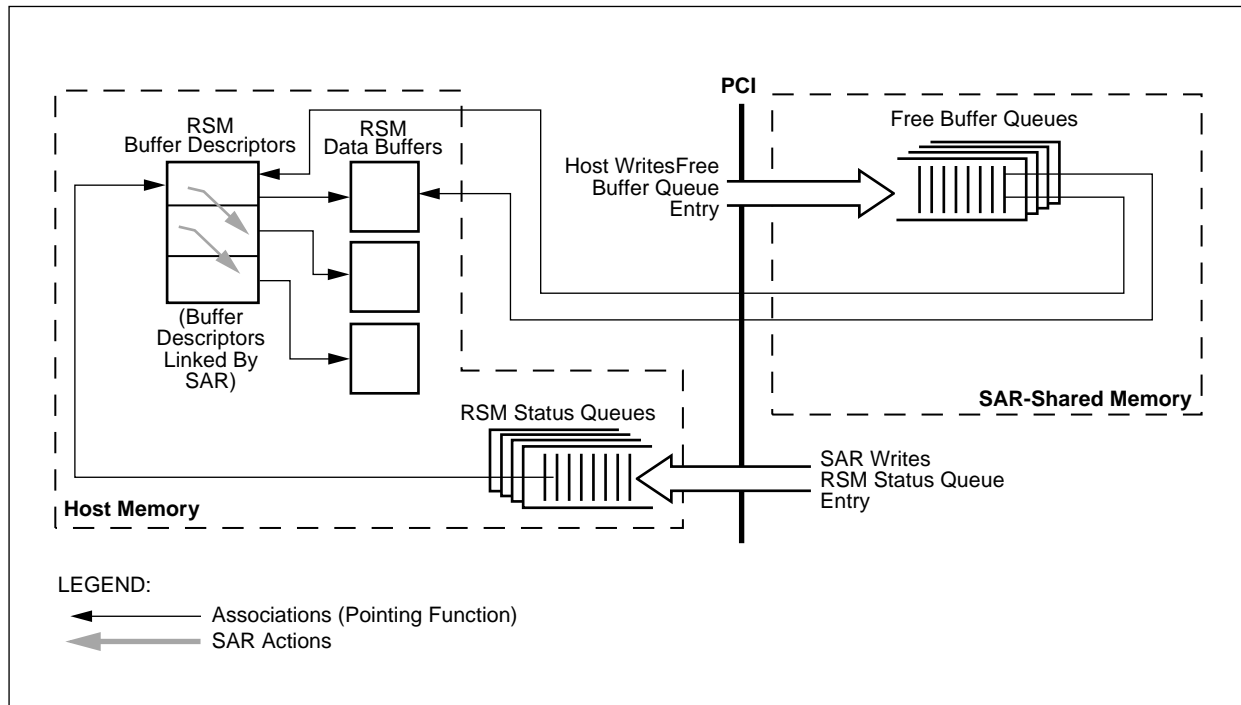 PCI
RSM
Buffer Descriptors
RSM
Data Buffers
Free Buffer Queues
Host WritesFree
Buffer Queue
Entry
(Buffer
Descriptors
Linked By
SAR)
SAR-Shared Memory
RSM Status Queues
SAR Writes
RSM Status Queue
Entry
Host Memory
LEGEND:
Associations (Pointing Function)
SAR Actions